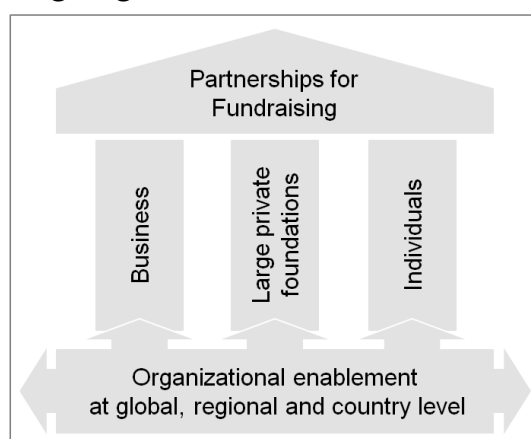 Partnerships for
Fundraising
Business
Large private
foundations
Individuals
Organizational enablement
at global, regional and country level